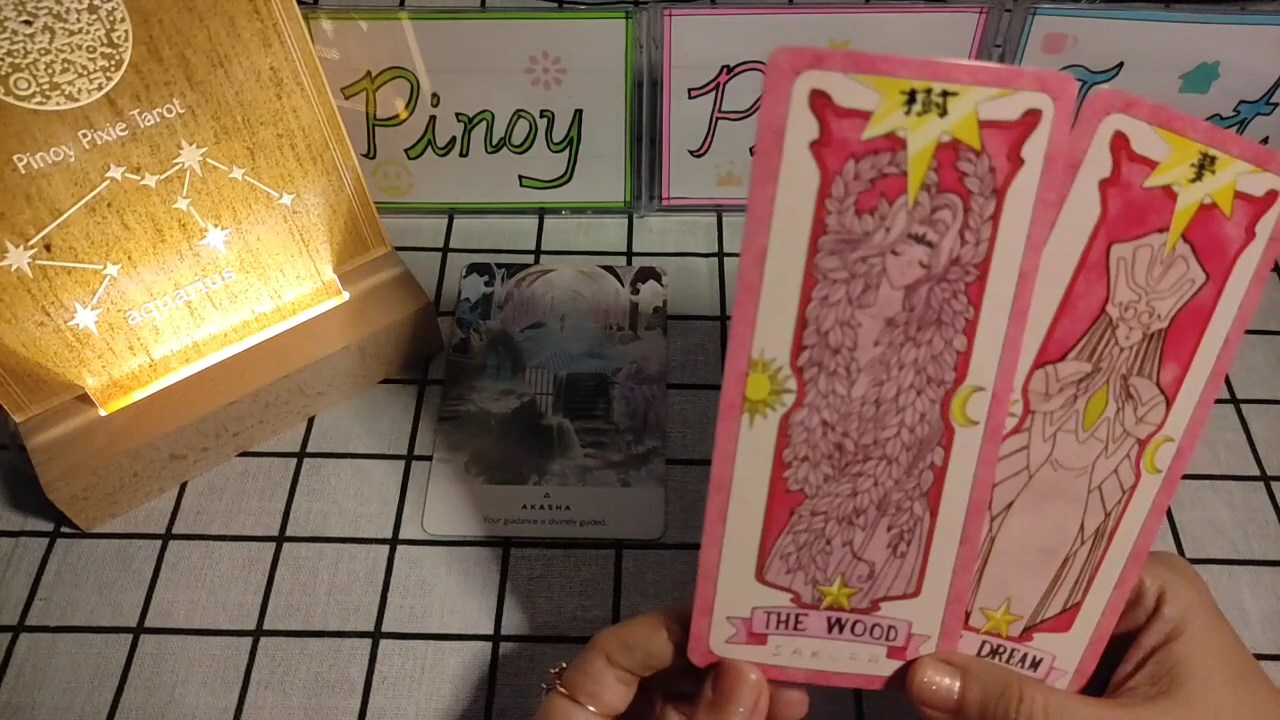 Pinoy Pixie Tarot
aquarius
Pinoy
P
樹
夢
THE WOOD
SAKURA
DREAM
AKASHA
Your guidance is divinely guided.